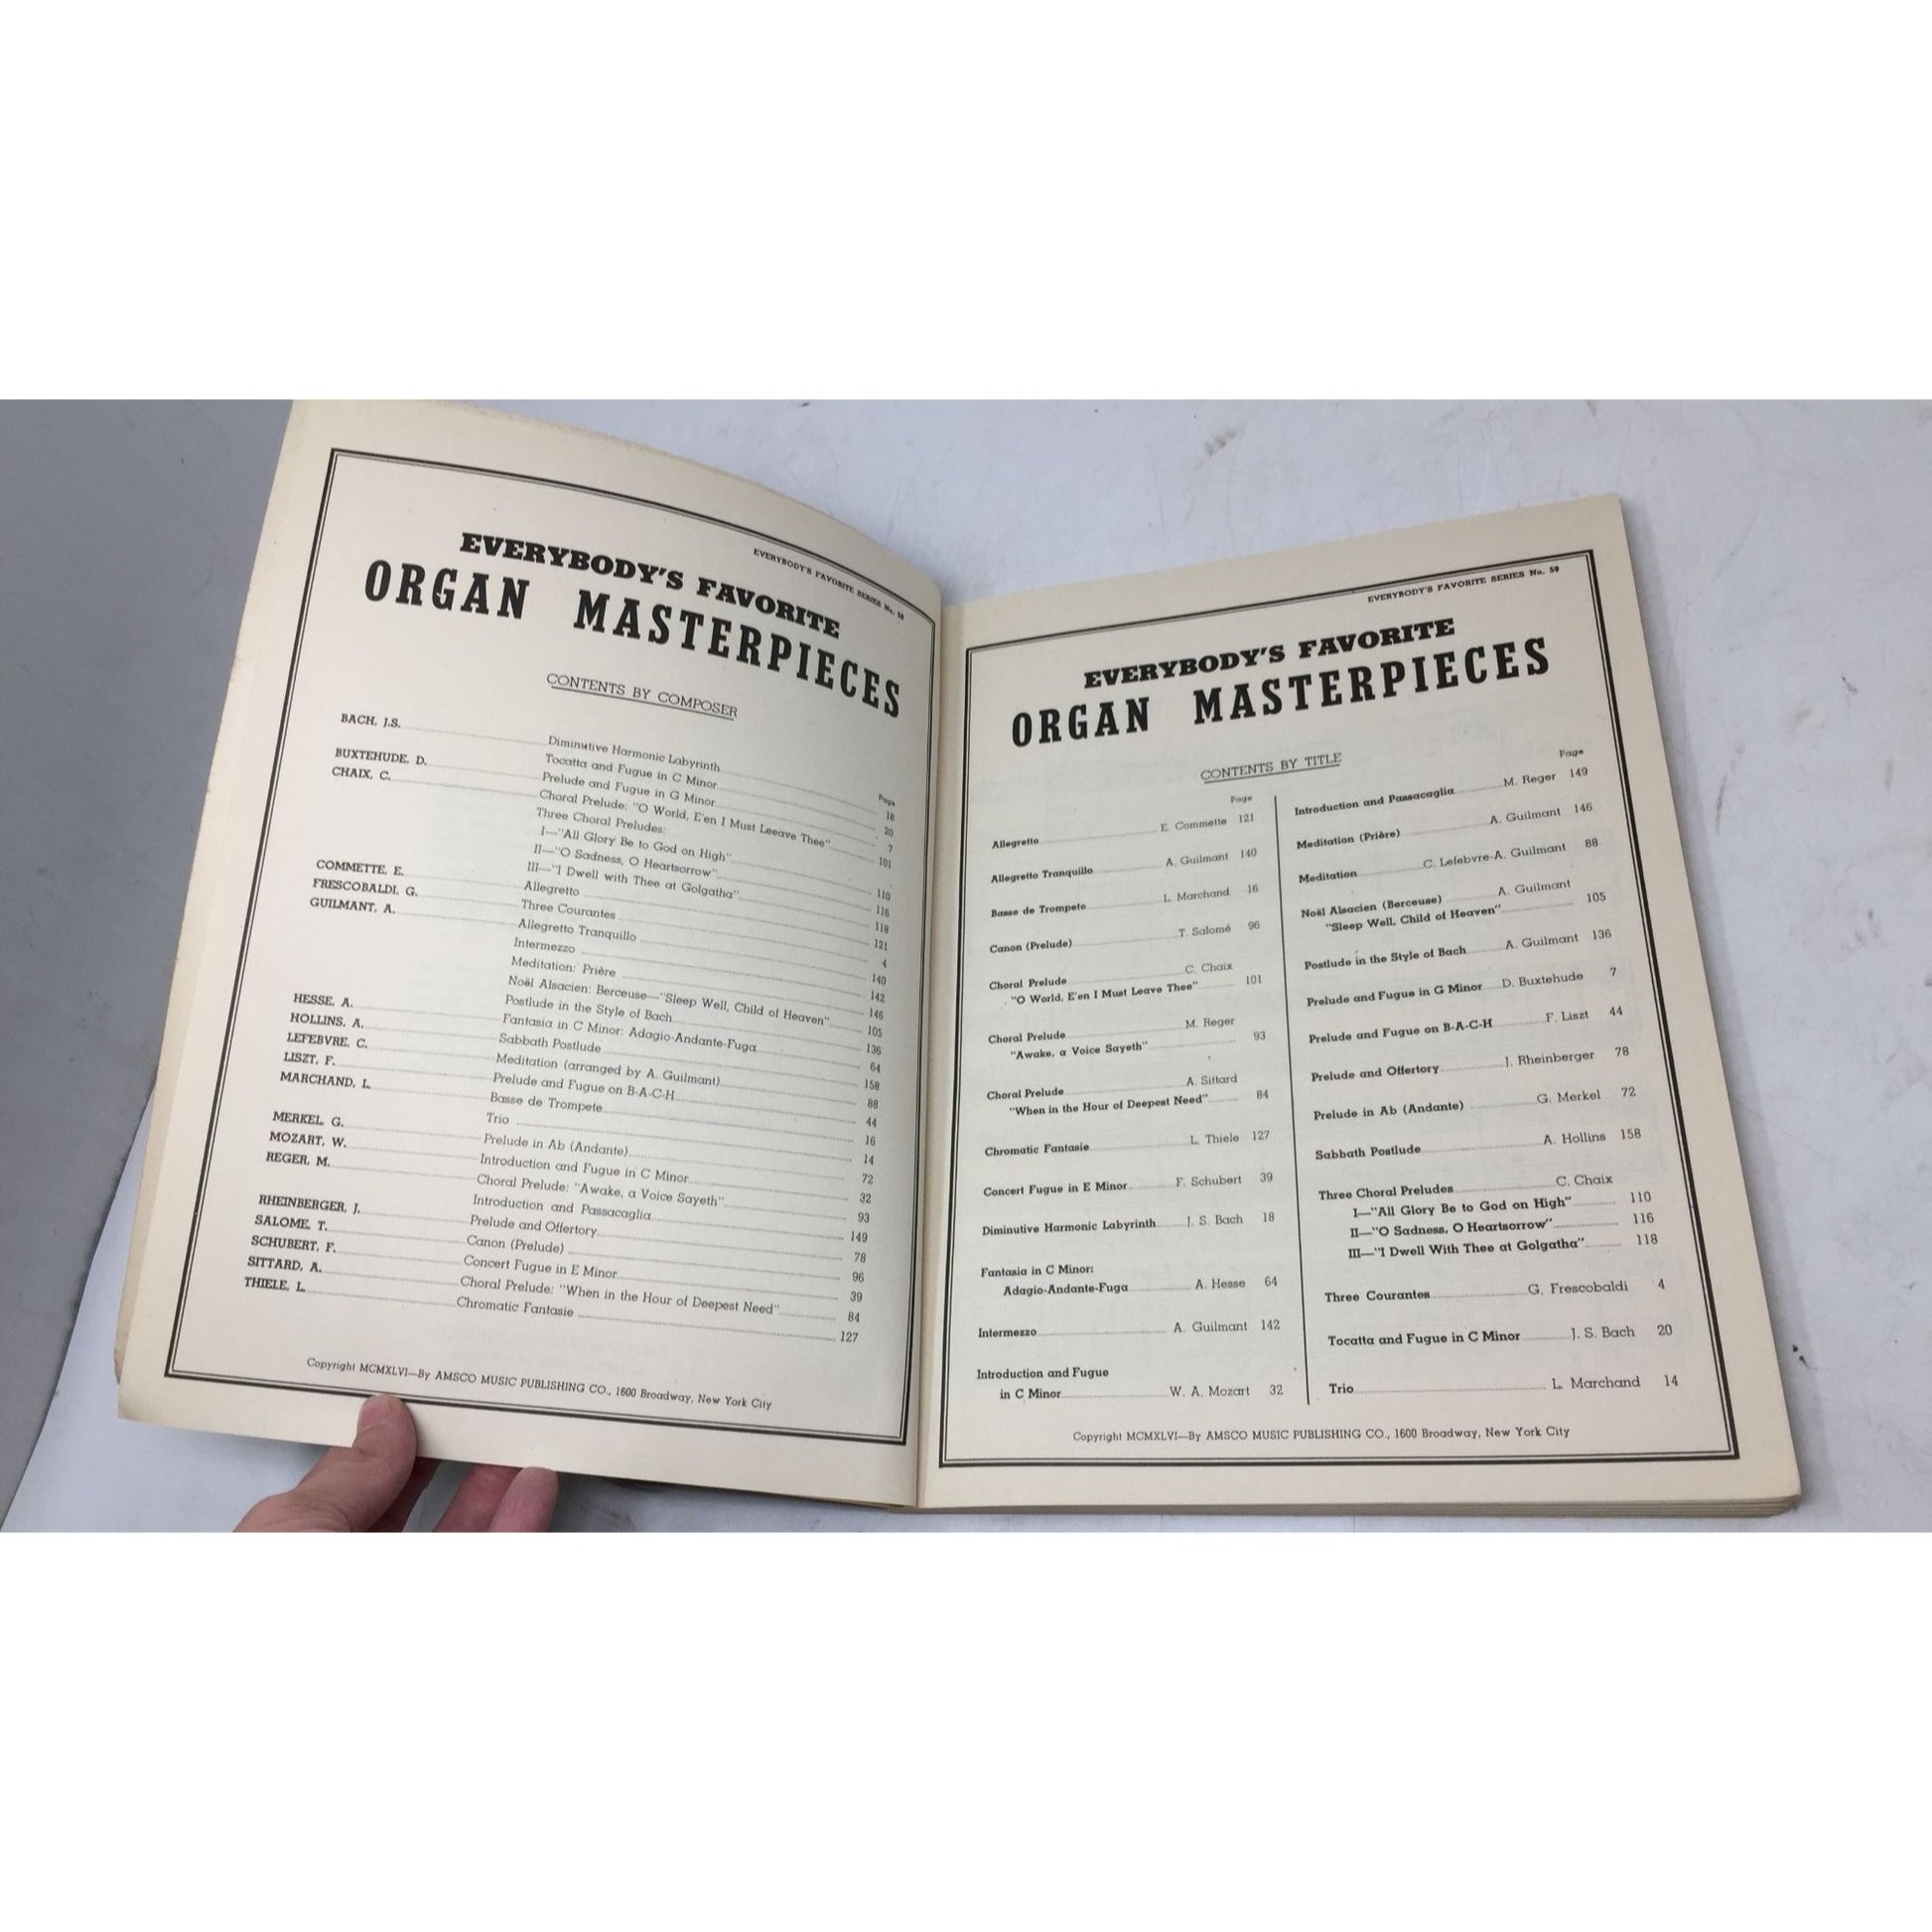 EVERYBODY'S FAVORITE SERIES No. 59
EVERYBODY'S FAVORITE
ORGAN MASTERPIECES
CONTENTS BY COMPOSER
Page
BACH, J.S. Diminutive Harmonic Labyrinth 18
Tocatta and Fugue in C Minor 20
BUXTEHUDE, D. Prelude and Fugue in G Minor 7
CHAIX, C. Choral Prelude: "O World, E'en I Must Leeave Thee" 101
Three Choral Preludes:
I—"All Glory Be to God on High" 110
II—"O Sadness, O Heartsorrow" 116
III—"I Dwell with Thee at Golgatha" 118
COMMETTE, E. Allegretto 121
FRESCOBALDI, G. Three Courantes 4
GUILMANT, A. Allegretto Tranquillo 140
Intermezzo 142
Meditation: Prière 146
Noël Alsacien: Berceuse—"Sleep Well, Child of Heaven" 105
Postlude in the Style of Bach 136
HESSE, A. Fantasia in C Minor: Adagio-Andante-Fuga 64
HOLLINS, A. Sabbath Postlude 158
LEFEBVRE, C. Meditation (arranged by A. Guilmant) 88
LISZT, F. Prelude and Fugue on B-A-C-H 44
MARCHAND, L. Basse de Trompete 16
Trio 14
MERKEL, G. Prelude in Ab (Andante) 72
MOZART, W. Introduction and Fugue in C Minor 32
REGER, M. Choral Prelude: "Awake, a Voice Sayeth" 93
Introduction and Passacaglia 149
RHEINBERGER, J. Prelude and Offertory 78
SALOME, T. Canon (Prelude) 96
SCHUBERT, F. Concert Fugue in E Minor 39
SITTARD, A. Choral Prelude: "When in the Hour of Deepest Need" 84
THIELE, L. Chromatic Fantasie 127
Copyright MCMXLVI—By AMSCO MUSIC PUBLISHING CO., 1600 Broadway, New York City
EVERYBODY'S FAVORITE SERIES No. 59
EVERYBODY'S FAVORITE
ORGAN MASTERPIECES
CONTENTS BY TITLE
Page
Allegretto E. Commette 121
Allegretto Tranquillo A. Guilmant 140
Basse de Trompete L. Marchand 16
Canon (Prelude) T. Salomé 96
Choral Prelude C. Chaix
"O World, E'en I Must Leave Thee" 101
Choral Prelude M. Reger
"Awake, a Voice Sayeth" 93
Choral Prelude A. Sittard
"When in the Hour of Deepest Need" 84
Chromatic Fantasie L. Thiele 127
Concert Fugue in E Minor F. Schubert 39
Diminutive Harmonic Labyrinth J. S. Bach 18
Fantasia in C Minor:
Adagio-Andante-Fuga A. Hesse 64
Intermezzo A. Guilmant 142
Introduction and Fugue
in C Minor W. A. Mozart 32
Page
Introduction and Passacaglia M. Reger 149
Meditation (Prière) A. Guilmant 146
Meditation C. Lefebvre-A. Guilmant 88
Noël Alsacien (Berceuse) A. Guilmant
"Sleep Well, Child of Heaven" 105
Postlude in the Style of Bach A. Guilmant 136
Prelude and Fugue in G Minor D. Buxtehude 7
Prelude and Fugue on B-A-C-H F. Liszt 44
Prelude and Offertory J. Rheinberger 78
Prelude in Ab (Andante) G. Merkel 72
Sabbath Postlude A. Hollins 158
Three Choral Preludes C. Chaix
I—"All Glory Be to God on High" 110
II—"O Sadness, O Heartsorrow" 116
III—"I Dwell With Thee at Golgatha" 118
Three Courantes G. Frescobaldi 4
Tocatta and Fugue in C Minor J. S. Bach 20
Trio L. Marchand 14
Copyright MCMXLVI—By AMSCO MUSIC PUBLISHING CO., 1600 Broadway, New York City